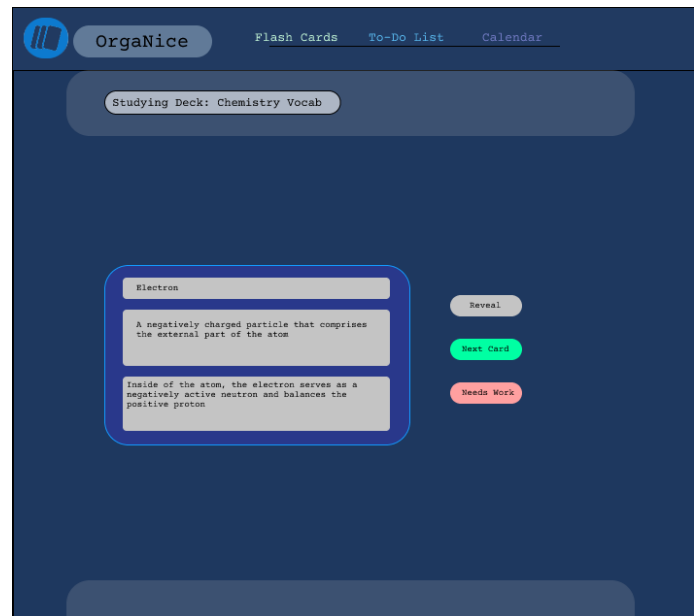 OrgaNice
Flash Cards
To-Do List
Calendar
Studying Deck: Chemistry Vocab
Electron
A negatively charged particle that comprises
the external part of the atom
Inside of the atom, the electron serves as a
negatively active neutron and balances the
positive proton
Reveal
Next Card
Needs Work